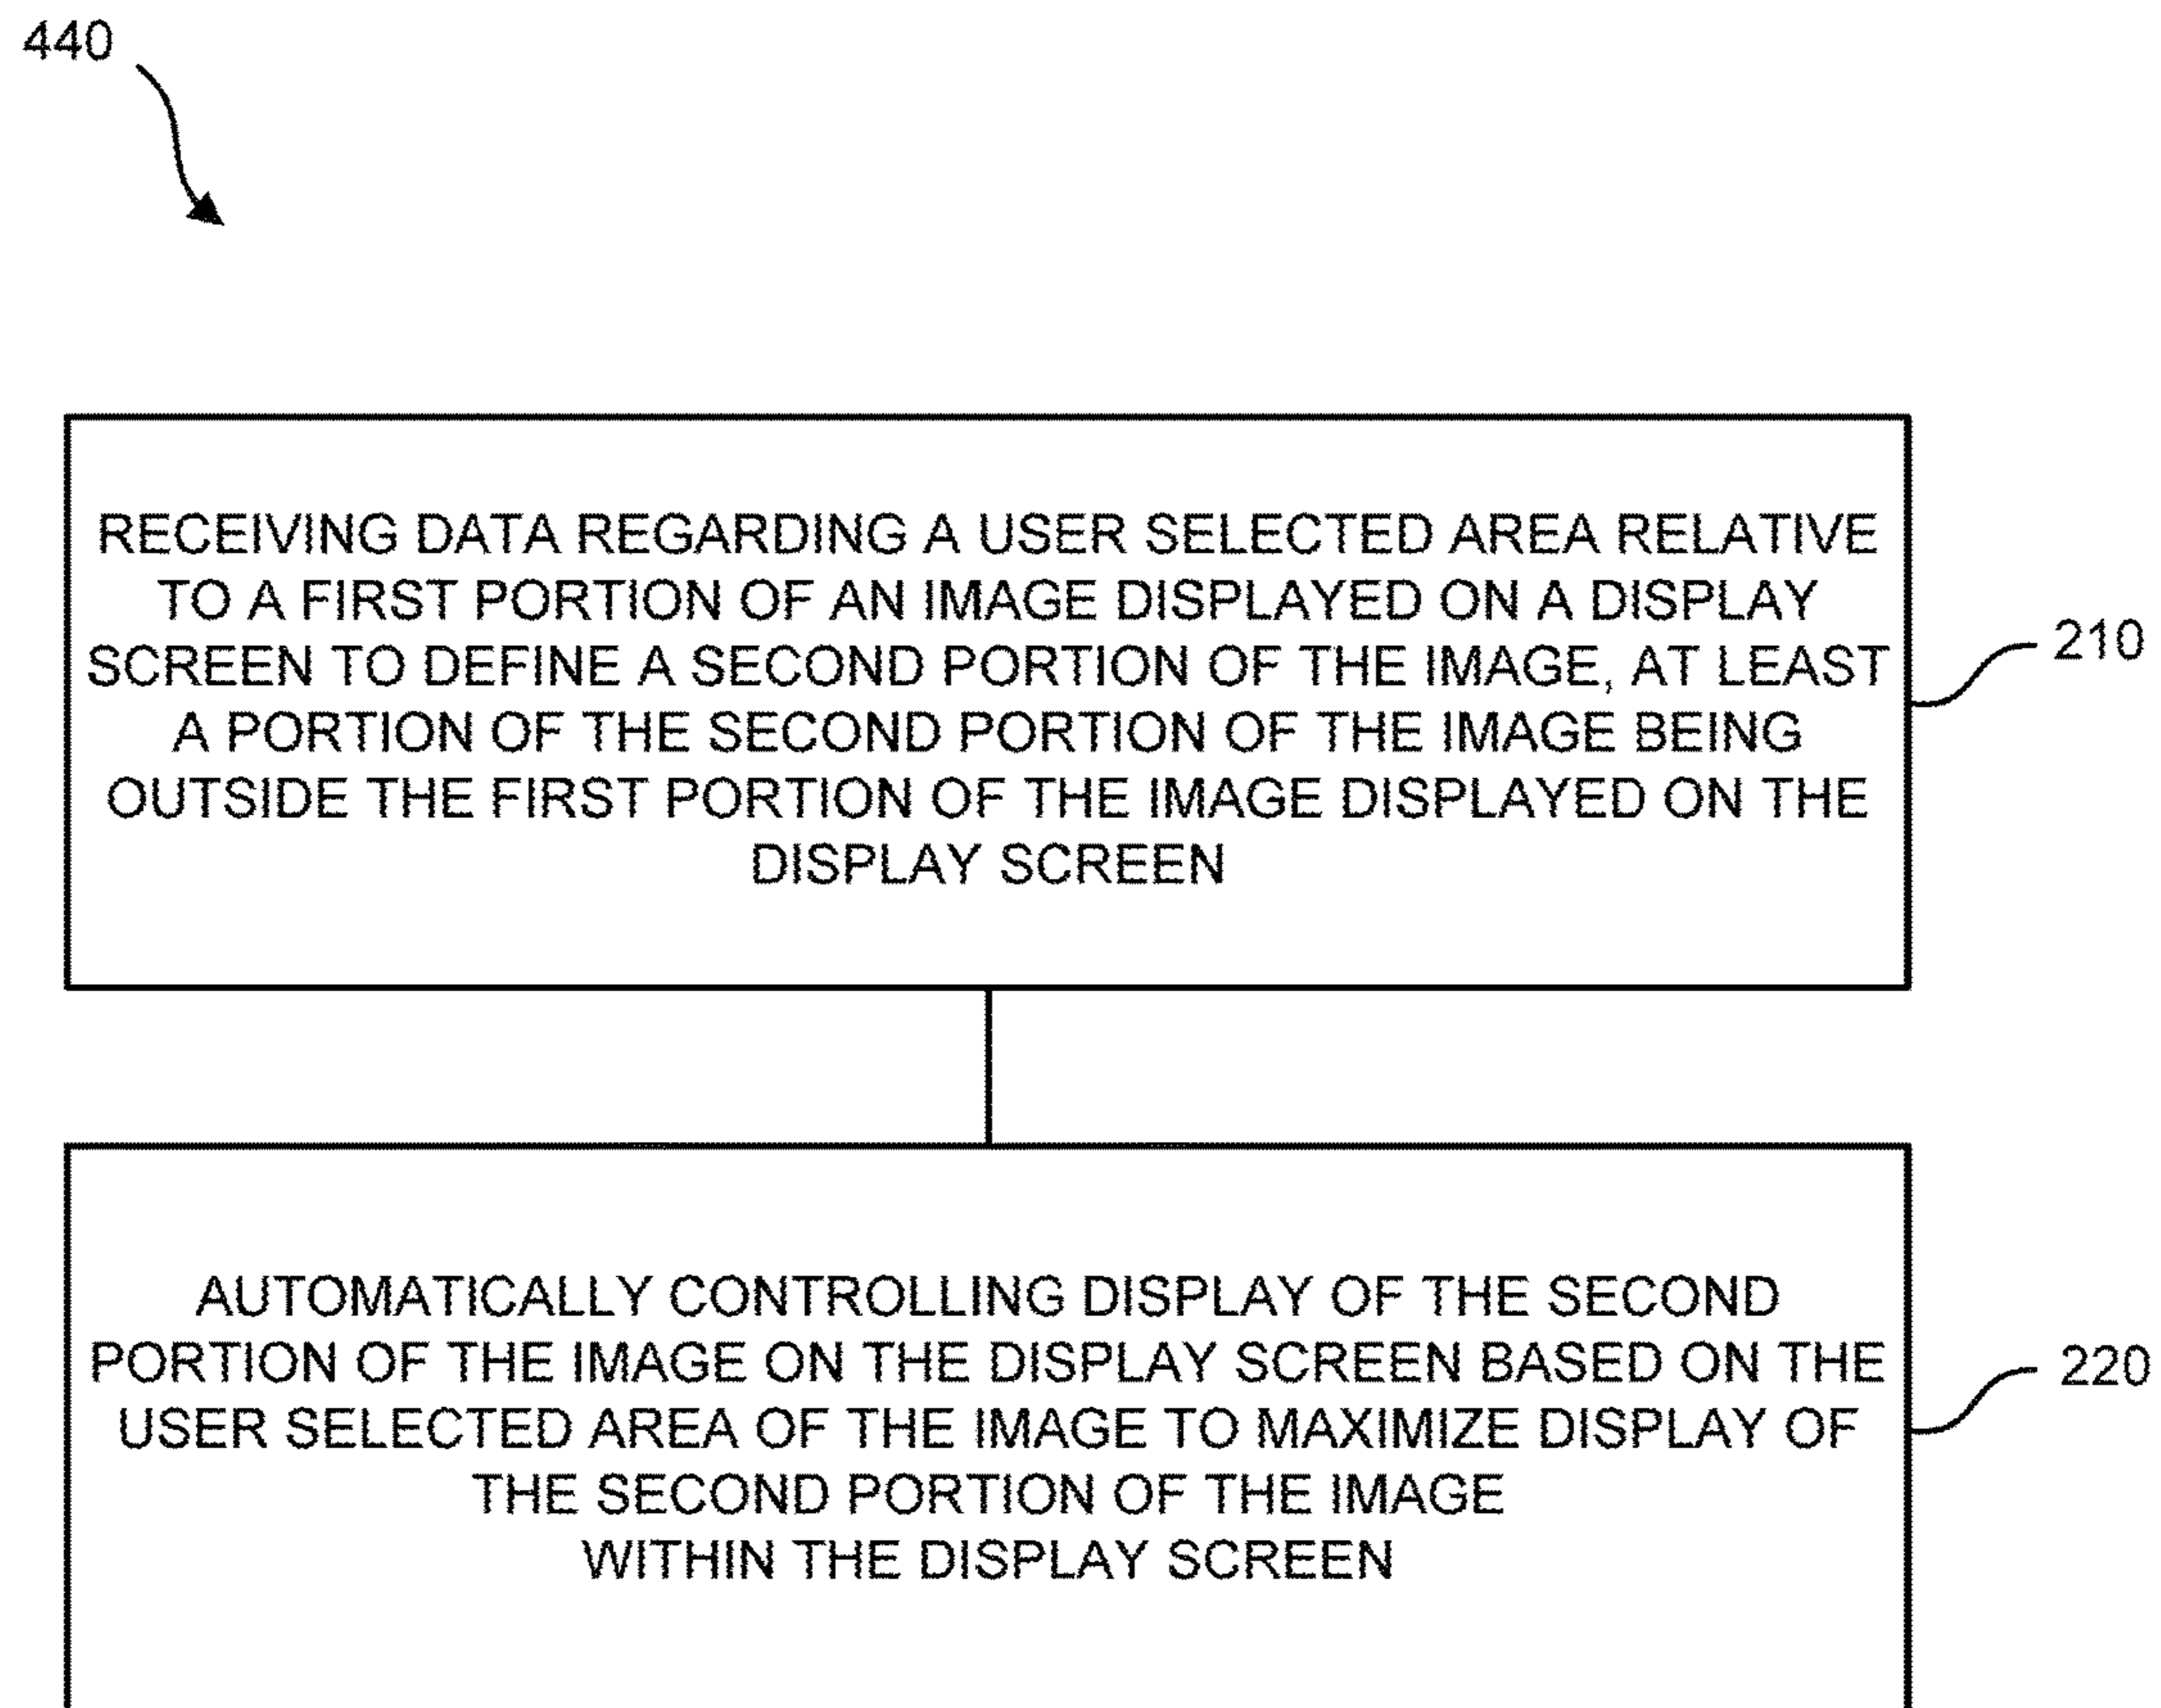 440
RECEIVING DATA REGARDING A USER SELECTED AREA RELATIVE
TO A FIRST PORTION OF AN IMAGE DISPLAYED ON A DISPLAY
SCREEN TO DEFINE A SECOND PORTION OF THE IMAGE, AT LEAST
A PORTION OF THE SECOND PORTION OF THE IMAGE BEING
OUTSIDE THE FIRST PORTION OF THE IMAGE DISPLAYED ON THE
DISPLAY SCREEN
210
AUTOMATICALLY CONTROLLING DISPLAY OF THE SECOND
PORTION OF THE IMAGE ON THE DISPLAY SCREEN BASED ON THE
USER SELECTED AREA OF THE IMAGE TO MAXIMIZE DISPLAY OF
THE SECOND PORTION OF THE IMAGE
WITHIN THE DISPLAY SCREEN
220